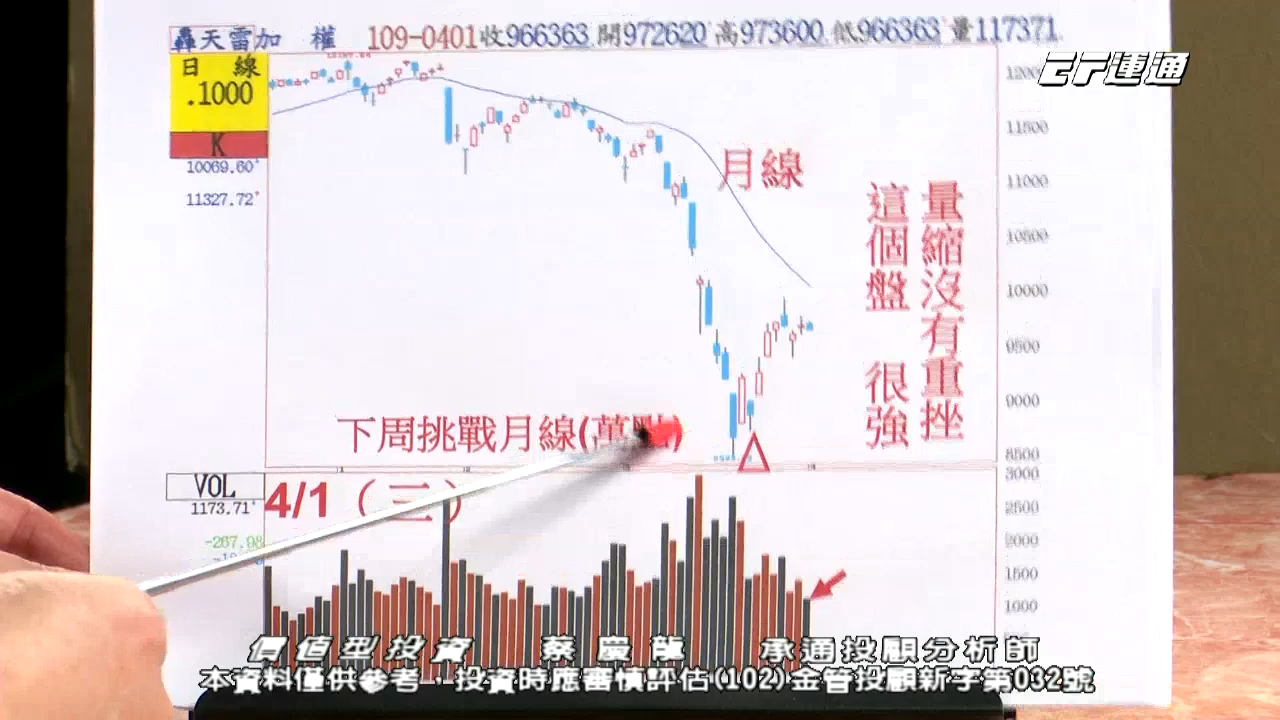 轟天雷加 權 109-0401收966363開972620高973600低966363量117371
ET運通
日 線
.1000
K
10069.60
11327.72
12000
11500
11000
10500
10000
9500
9000
8500
月線
量縮沒有重挫
這個盤 很強
下周挑戰月線(萬點)
VOL
1173.71
-267.98
4/1(三)
3000
2500
2000
1500
1000
價值型投資 蔡慶龍 承通投顧分析師
本資料僅供參考，投資時應審慎評估(102)金管投顧新字第032號